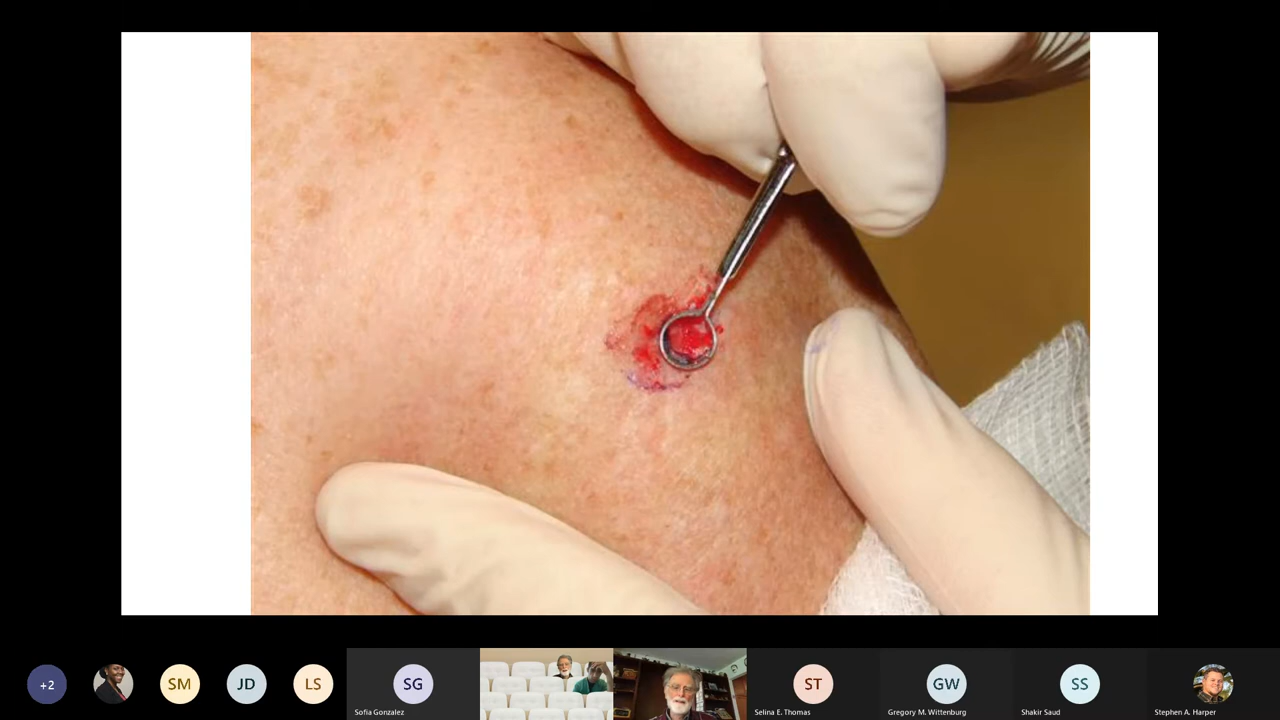 +2
SM
JD
LS
SG
Sofia Gonzalez
ST
Selina E. Thomas
GW
Gregory M. Wittenburg
SS
Shakir Saud
Stephen A. Harper